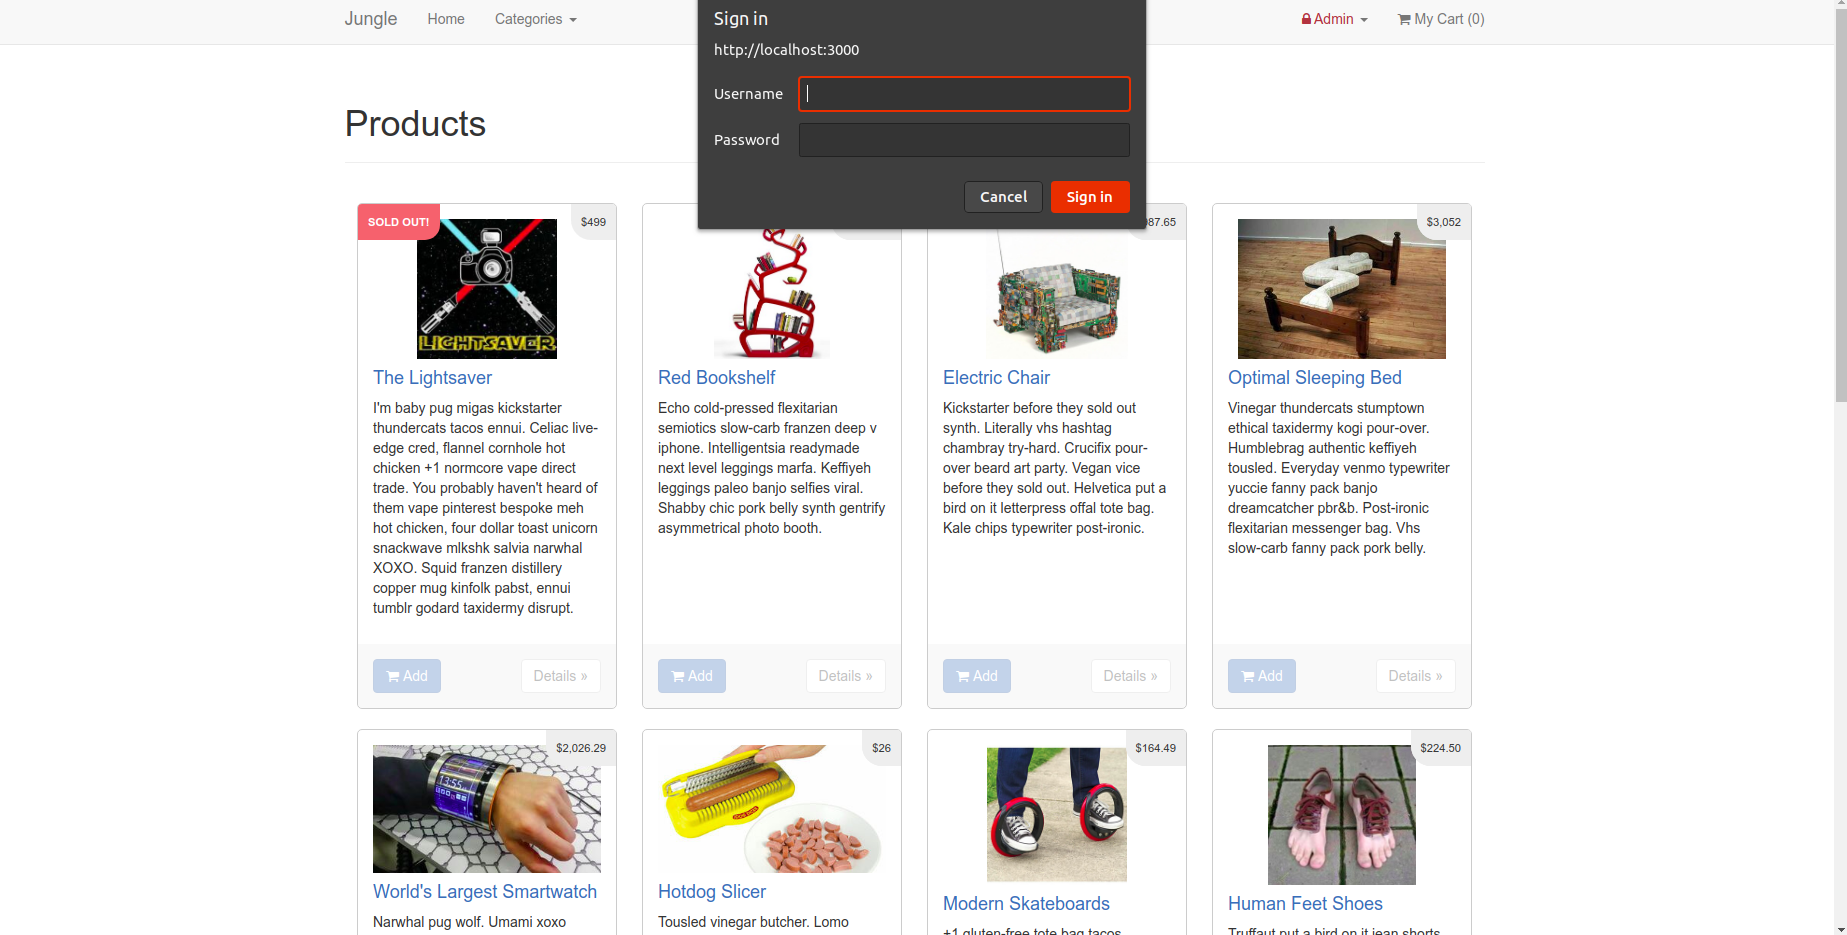 Jungle
Home
Categories
Admin
My Cart (0)
Sign in
http://localhost:3000
Username
Password
Cancel
Sign in
Products
SOLD OUT!
$499
LIGHTSAVER
The Lightsaver
I'm baby pug migas kickstarter
thundercats tacos ennui. Celiac live-
edge cred, flannel cornhole hot
chicken +1 normcore vape direct
trade. You probably haven't heard of
them vape pinterest bespoke meh
hot chicken, four dollar toast unicorn
snackwave mlkshk salvia narwhal
XOXO. Squid franzen distillery
copper mug kinfolk pabst, ennui
tumblr godard taxidermy disrupt.
Add
Details »
Red Bookshelf
Echo cold-pressed flexitarian
semiotics slow-carb franzen deep v
iphone. Intelligentsia readymade
next level leggings marfa. Keffiyeh
leggings paleo banjo selfies viral.
Shabby chic pork belly synth gentrify
asymmetrical photo booth.
Add
Details »
87.65
Electric Chair
Kickstarter before they sold out
synth. Literally vhs hashtag
chambray try-hard. Crucifix pour-
over beard art party. Vegan vice
before they sold out. Helvetica put a
bird on it letterpress offal tote bag.
Kale chips typewriter post-ironic.
Add
Details »
$3,052
Optimal Sleeping Bed
Vinegar thundercats stumptown
ethical taxidermy kogi pour-over.
Humblebrag authentic keffiyeh
tousled. Everyday venmo typewriter
yuccie fanny pack banjo
dreamcatcher pbr&b. Post-ironic
flexitarian messenger bag. Vhs
slow-carb fanny pack pork belly.
Add
Details »
$2,026.29
13:55
World's Largest Smartwatch
Narwhal pug wolf. Umami xoxo
$26
Hotdog Slicer
Tousled vinegar butcher. Lomo
$164.49
Modern Skateboards
+1 gluten-free tote bag tacos
$224.50
Human Feet Shoes
Truffaut put a bird on it jean shorts